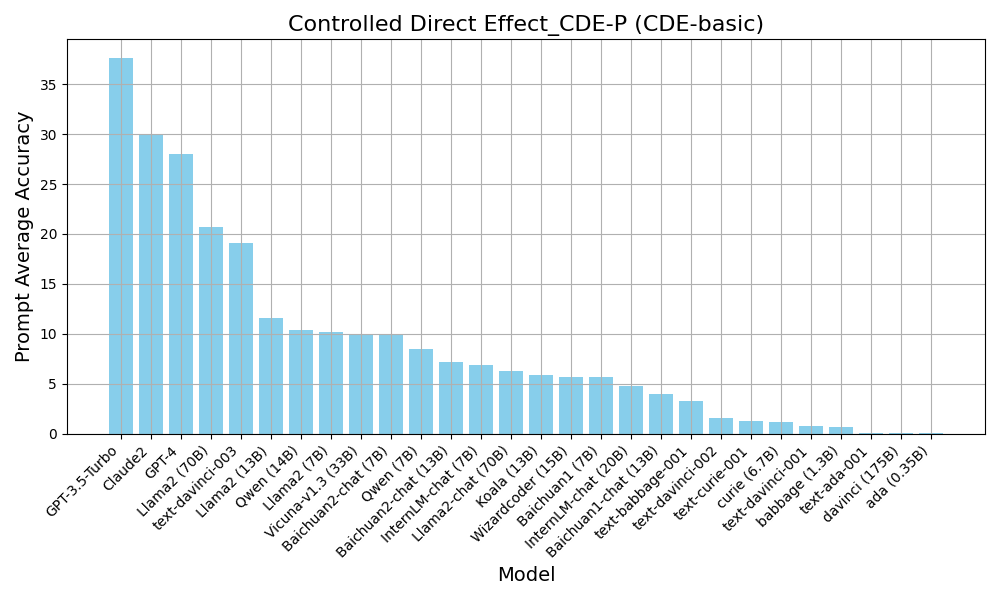 Controlled Direct Effect_CDE-P (CDE-basic)
Prompt Average Accuracy
35
30
25
20
15
10
5
0
GPT-3.5-Turbo
Claude2
GPT-4
Llama2 (70B)
text-davinci-003
Llama2 (13B)
Qwen (14B)
Llama2 (7B)
Vicuna-v1.3 (33B)
Baichuan2-chat (7B)
Qwen (7B)
Baichuan2-chat (13B)
InternLM-chat (7B)
Llama2-chat (70B)
Koala (13B)
Wizardcoder (15B)
Baichuan1 (7B)
InternLM-chat (20B)
Baichuan1-chat (13B)
text-babbage-001
text-davinci-002
text-curie-001
curie (6.7B)
text-davinci-001
babbage (1.3B)
text-ada-001
davinci (175B)
ada (0.35B)
Model